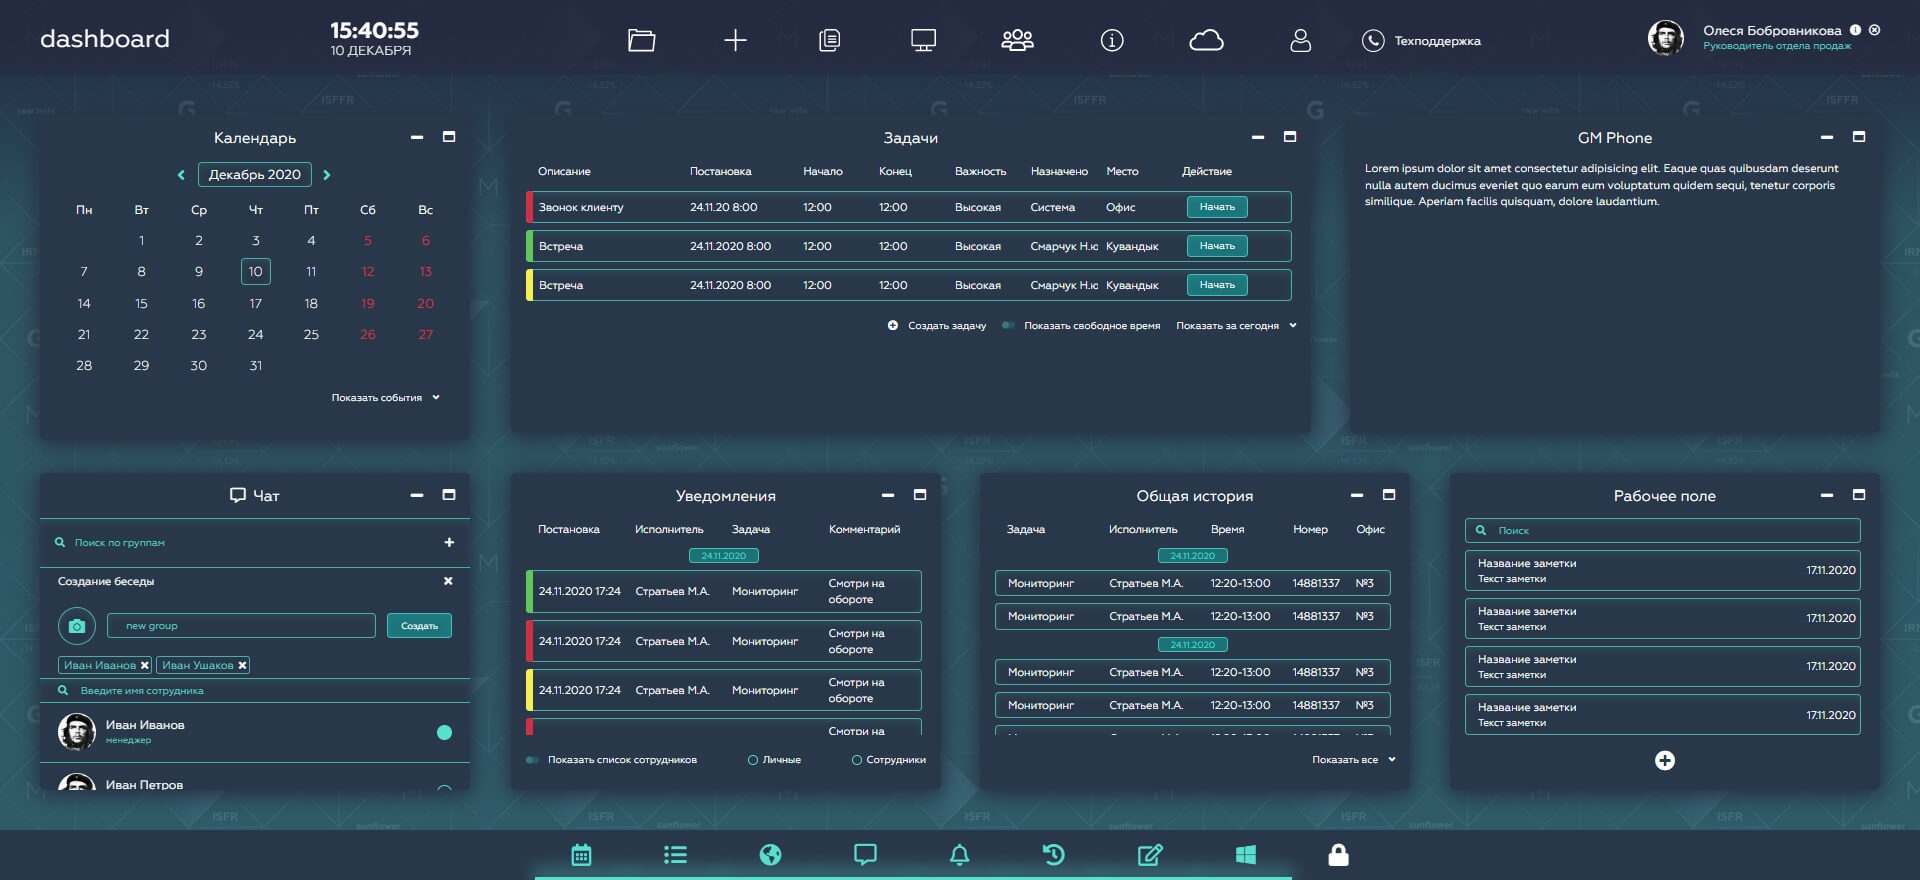 dashboard
15:40:55
10 ДЕКАБРЯ
Техподдержка
Олеся Бобровникова
Руководитель отдела продаж
Календарь
Декабрь 2020
Пн Вт Ср Чт Пт Сб Вс
1 2 3 4 5 6
7 8 9 10 11 12 13
14 15 16 17 18 19 20
21 22 23 24 25 26 27
28 29 30 31
Показать события
Задачи
Описание Постановка Начало Конец Важность Назначено Место Действие
Звонок клиенту 24.11.20 8:00 12:00 12:00 Высокая Система Офис Начать
Встреча 24.11.2020 8:00 12:00 12:00 Высокая Смарчук Н.ю Кувандык Начать
Встреча 24.11.2020 8:00 12:00 12:00 Высокая Смарчук Н.ю Кувандык Начать
Создать задачу Показать свободное время Показать за сегодня
GM Phone
Lorem ipsum dolor sit amet consectetur adipisicing elit. Eaque quas quibusdam deserunt
nulla autem ducimus eveniet quo earum eum voluptatum quidem sequi, tenetur corporis
similique. Aperiam facilis quisquam, dolore laudantium.
Чат
Поиск по группам
Создание беседы
new group Создать
Иван Иванов Иван Ушаков
Введите имя сотрудника
Иван Иванов
менеджер
Иван Петров
Уведомления
Постановка Исполнитель Задача Комментарий
24.11.2020
24.11.2020 17:24 Стратьев М.А. Мониторинг Смотри на
обороте
24.11.2020 17:24 Стратьев М.А. Мониторинг Смотри на
обороте
24.11.2020 17:24 Стратьев М.А. Мониторинг Смотри на
обороте
Смотри на
Показать список сотрудников Личные Сотрудники
Общая история
Задача Исполнитель Время Номер Офис
24.11.2020
Мониторинг Стратьев М.А. 12:20-13:00 14881337 №3
Мониторинг Стратьев М.А. 12:20-13:00 14881337 №3
24.11.2020
Мониторинг Стратьев М.А. 12:20-13:00 14881337 №3
Мониторинг Стратьев М.А. 12:20-13:00 14881337 №3
Показать все
Рабочее поле
Поиск
Название заметки
Текст заметки
17.11.2020
Название заметки
Текст заметки
17.11.2020
Название заметки
Текст заметки
17.11.2020
Название заметки
Текст заметки
17.11.2020